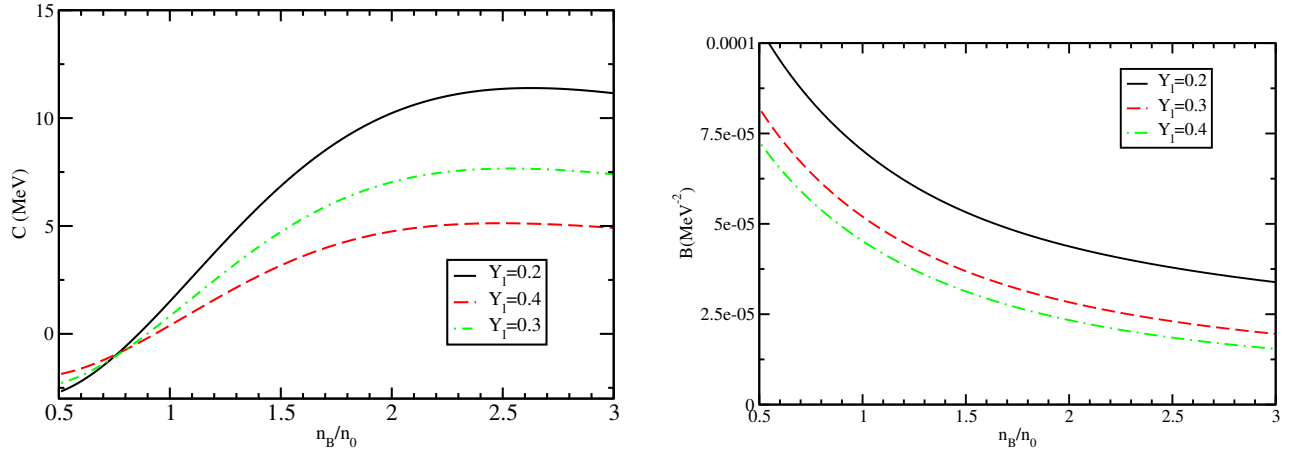 15
10
5
0
C (MeV)
Y_l=0.2
Y_l=0.4
Y_l=0.3
0.5 1 1.5 2 2.5 3
n_B/n_0
0.0001
7.5e-05
5e-05
2.5e-05
0
B(MeV^-2)
Y_l=0.2
Y_l=0.3
Y_l=0.4
0.5 1 1.5 2 2.5 3
n_B/n_0